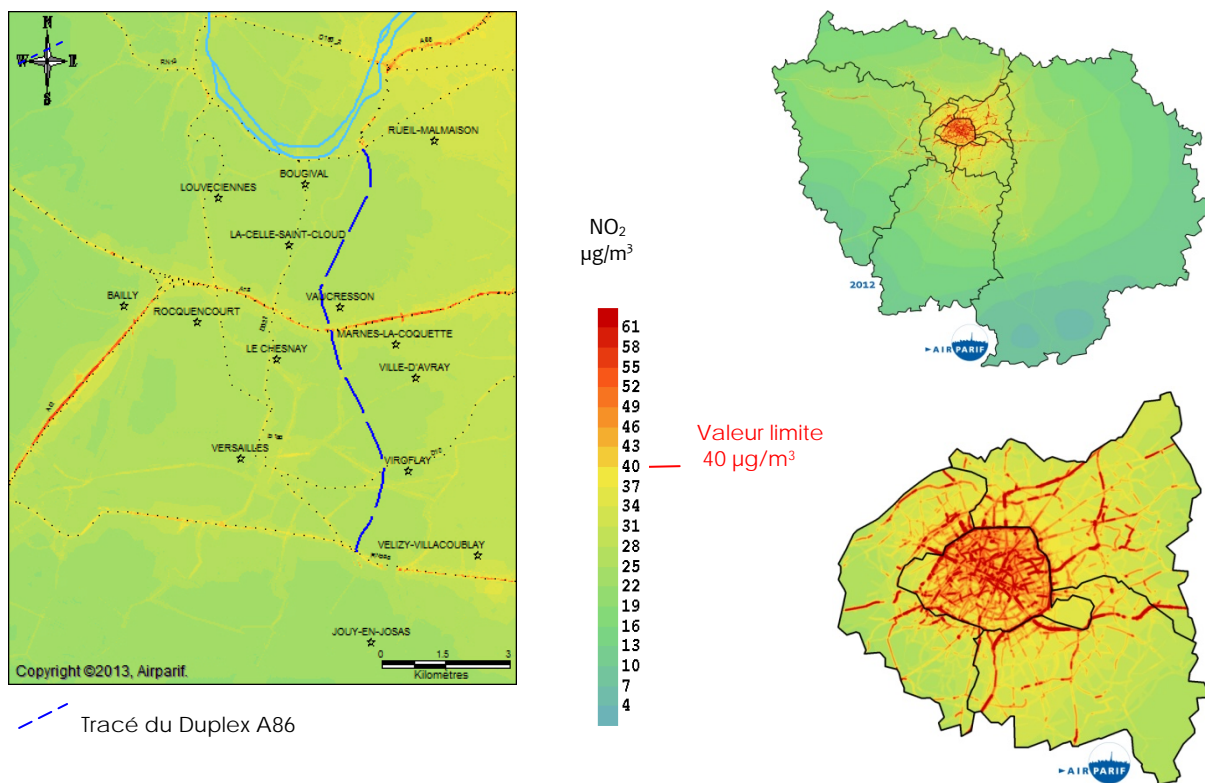 N
W E
S
RN13
A86
RUEIL-MALMAISON
BOUGIVAL
LOUVECIENNES
LA-CELLE-SAINT-CLOUD
BAILLY
ROCQUENCOURT
VAUCRESSON
MARNES-LA-COQUETTE
LE CHESNAY
VILLE-D'AVRAY
VERSAILLES
VIROFLAY
VELIZY-VILLACOUBLAY
JOUY-EN-JOSAS
0 1.5 3
Kilomètres
Copyright ©2013, Airparif.
Tracé du Duplex A86
NO₂
µg/m³
61
58
55
52
49
46
43
40
37
34
31
28
25
22
19
16
13
10
7
4
Valeur limite
40 µg/m³
2012
AIRPARIF
AIRPARIF